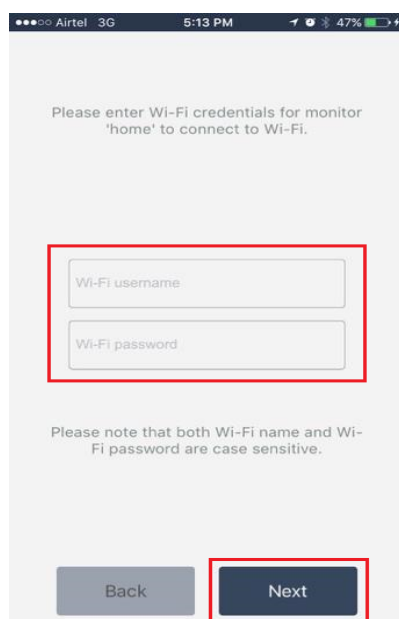 Airtel 3G 5:13 PM 47%
Please enter Wi-Fi credentials for monitor
'home' to connect to Wi-Fi.
Wi-Fi username
Wi-Fi password
Please note that both Wi-Fi name and Wi-
Fi password are case sensitive.
Back Next